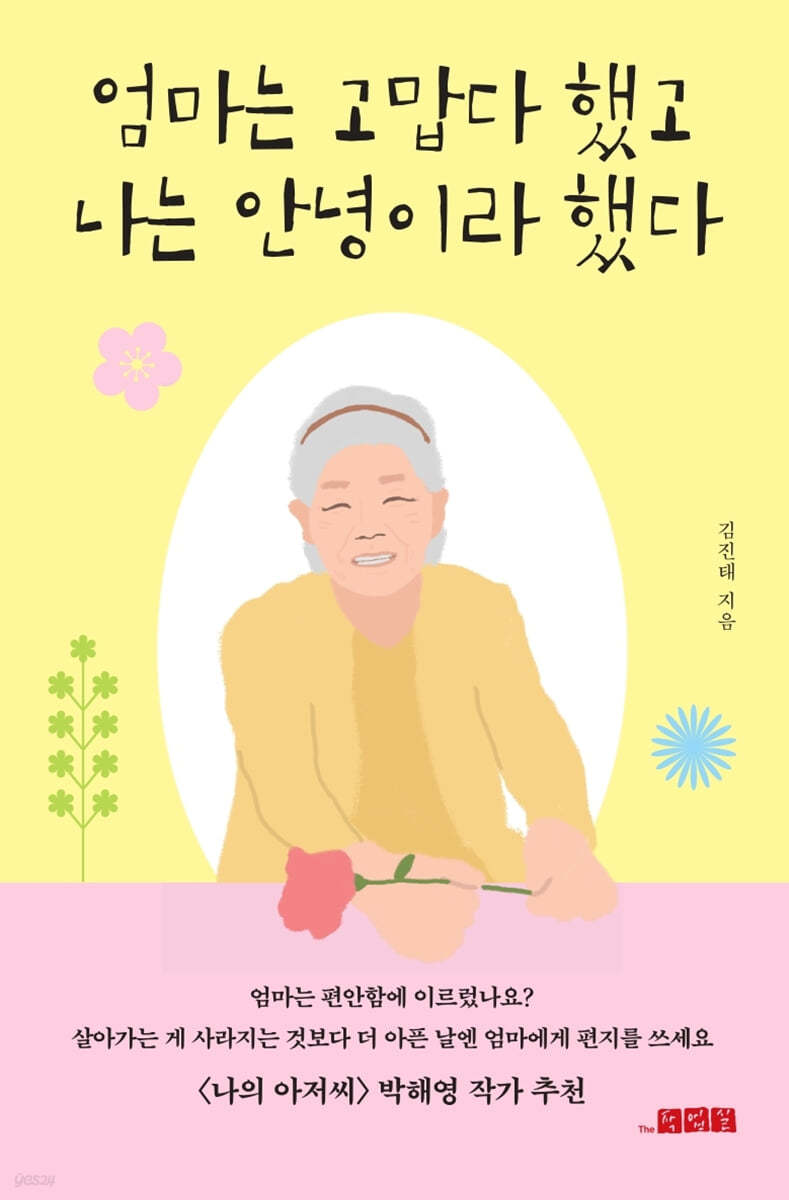 엄마는 고맙다 했고
나는 안녕이라 했다
김진태 지음
엄마는 편안함에 이르렀나요?
살아가는 게 사라지는 것보다 더 아픈 날엔 엄마에게 편지를 쓰세요
〈나의 아저씨〉 박해영 작가 추천
The 작업실
yes24